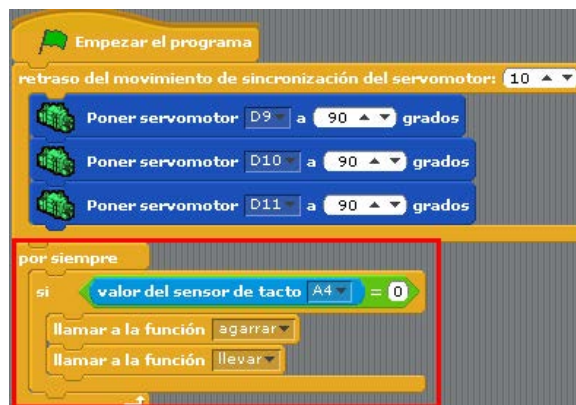 Empezar el programa
retraso del movimiento de sincronización del servomotor: 10
Poner servomotor D9 a 90 grados
Poner servomotor D10 a 90 grados
Poner servomotor D11 a 90 grados
por siempre
si valor del sensor de tacto A4 = 0
llamar a la función agarrar
llamar a la función llevar